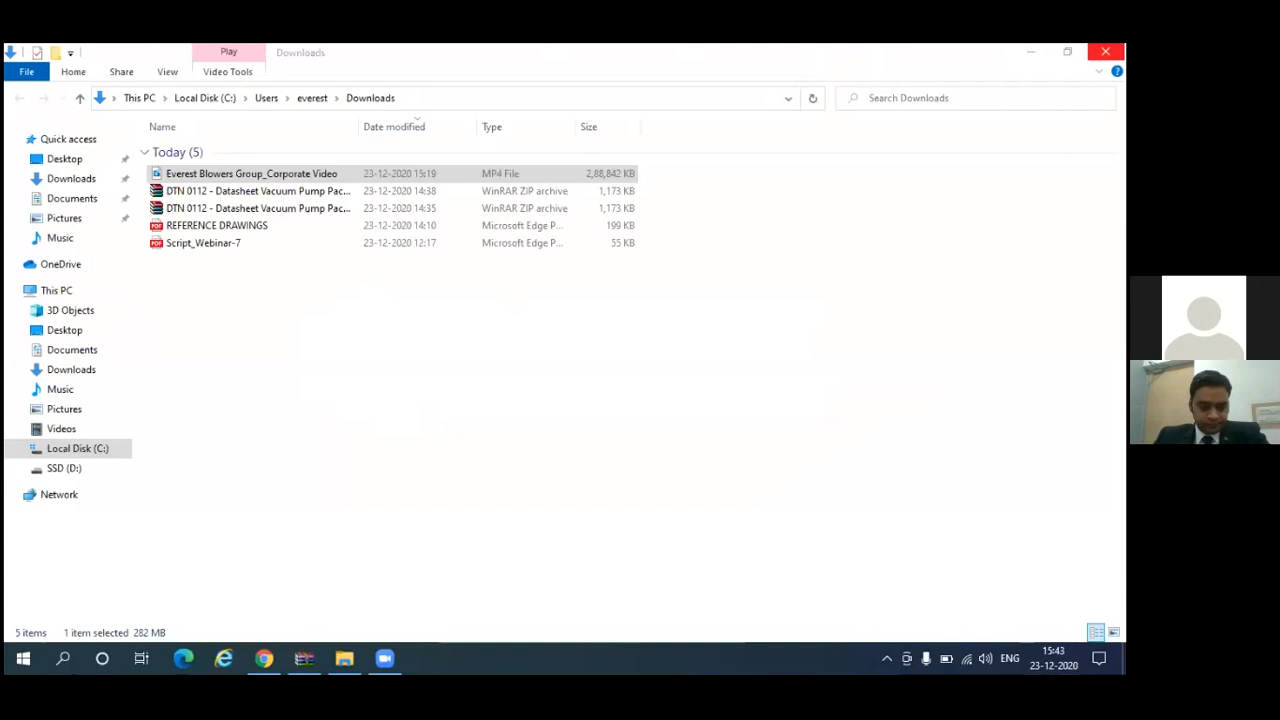 Play
Downloads
File
Home
Share
View
Video Tools
This PC
Local Disk (C:)
Users
everest
Downloads
Search Downloads
Name
Date modified
Type
Size
Today (5)
Everest Blowers Group_Corporate Video 23-12-2020 15:19 MP4 File 2,88,842 KB
DTN 0112 - Datasheet Vacuum Pump Pac... 23-12-2020 14:38 WinRAR ZIP archive 1,173 KB
DTN 0112 - Datasheet Vacuum Pump Pac... 23-12-2020 14:35 WinRAR ZIP archive 1,173 KB
REFERENCE DRAWINGS 23-12-2020 14:10 Microsoft Edge P... 199 KB
Script_Webinar-7 23-12-2020 12:17 Microsoft Edge P... 55 KB
Quick access
Desktop
Downloads
Documents
Pictures
Music
OneDrive
This PC
3D Objects
Desktop
Documents
Downloads
Music
Pictures
Videos
Local Disk (C:)
SSD (D:)
Network
5 items 1 item selected 282 MB
ENG
15:43
23-12-2020